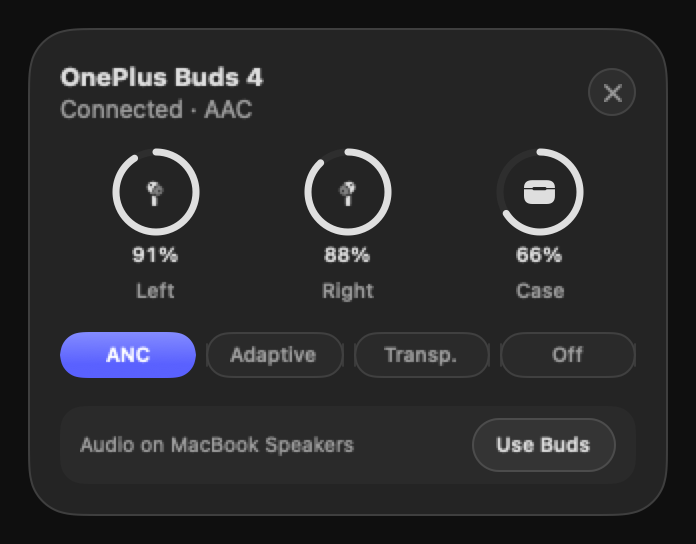 OnePlus Buds 4
Connected · AAC
91% 88% 66%
Left Right Case
ANC Adaptive Transp. Off
Audio on MacBook Speakers Use Buds